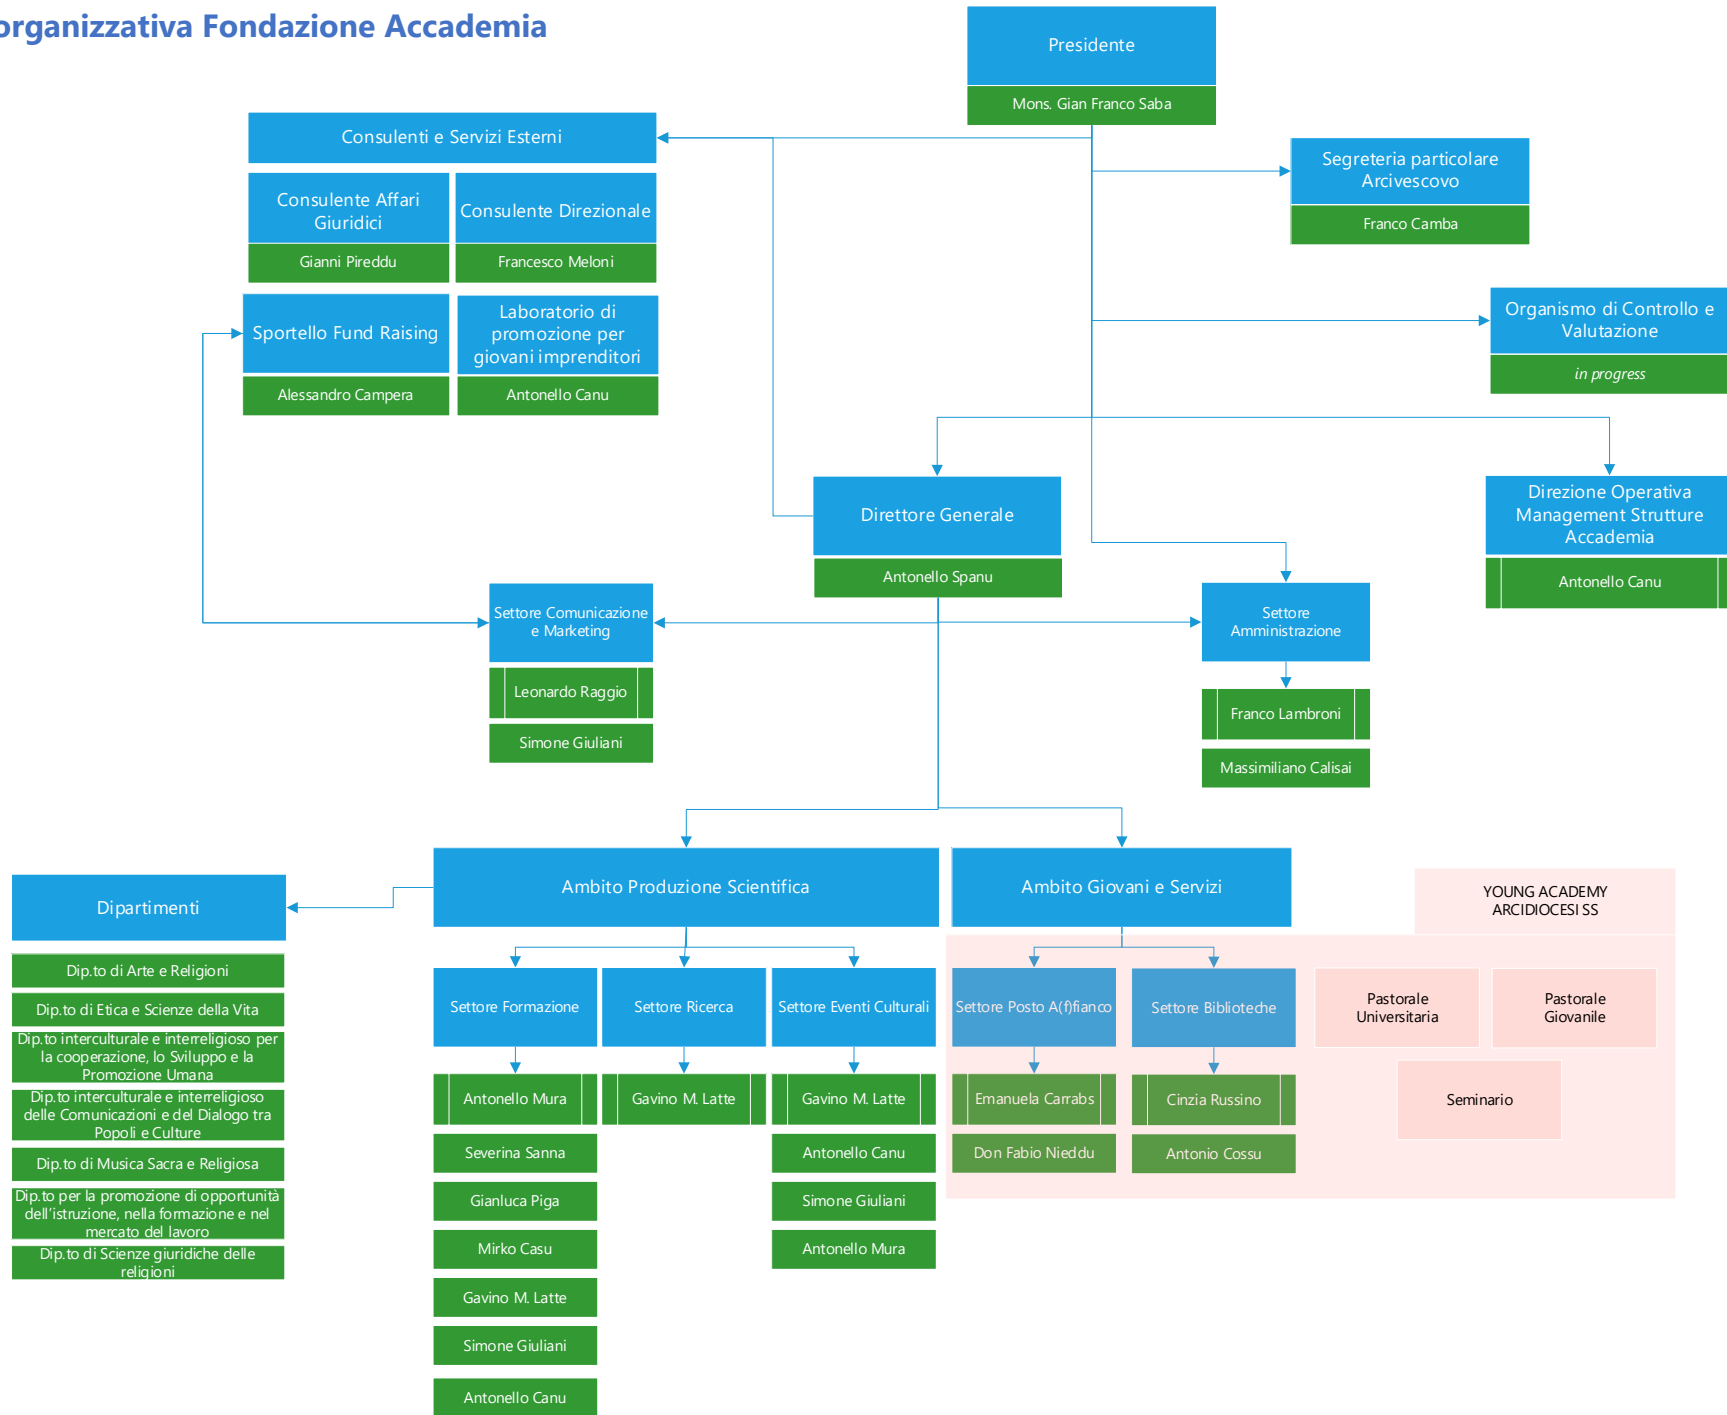 organizzativa Fondazione Accademia
Presidente
Mons. Gian Franco Saba
Consulenti e Servizi Esterni
Segreteria particolare
Arcivescovo
Franco Camba
Consulente Affari
Giuridici
Gianni Pireddu
Consulente Direzionale
Francesco Meloni
Sportello Fund Raising
Alessandro Campera
Laboratorio di
promozione per
giovani imprenditori
Antonello Canu
Organismo di Controllo e
Valutazione
in progress
Direttore Generale
Antonello Spanu
Direzione Operativa
Management Strutture
Accademia
Antonello Canu
Settore Comunicazione
e Marketing
Leonardo Raggio
Simone Giuliani
Settore
Amministrazione
Franco Lambroni
Massimiliano Calisai
Ambito Produzione Scientifica
Ambito Giovani e Servizi
YOUNG ACADEMY
ARCIDIOCESI SS
Dipartimenti
Dip.to di Arte e Religioni
Dip.to di Etica e Scienze della Vita
Dip.to interculturale e interreligioso per
la cooperazione, lo Sviluppo e la
Promozione Umana
Dip.to interculturale e interreligioso
delle Comunicazioni e del Dialogo tra
Popoli e Culture
Dip.to di Musica Sacra e Religiosa
Dip.to per la promozione di opportunità
dell'istruzione, nella formazione e nel
mercato del lavoro
Dip.to di Scienze giuridiche delle
religioni
Settore Formazione
Antonello Mura
Severina Sanna
Gianluca Piga
Mirko Casu
Gavino M. Latte
Simone Giuliani
Antonello Canu
Settore Ricerca
Gavino M. Latte
Settore Eventi Culturali
Gavino M. Latte
Antonello Canu
Simone Giuliani
Antonello Mura
Settore Posto A(f)fianco
Emanuela Carrabs
Don Fabio Nieddu
Settore Biblioteche
Cinzia Russino
Antonio Cossu
Pastorale
Universitaria
Pastorale
Giovanile
Seminario